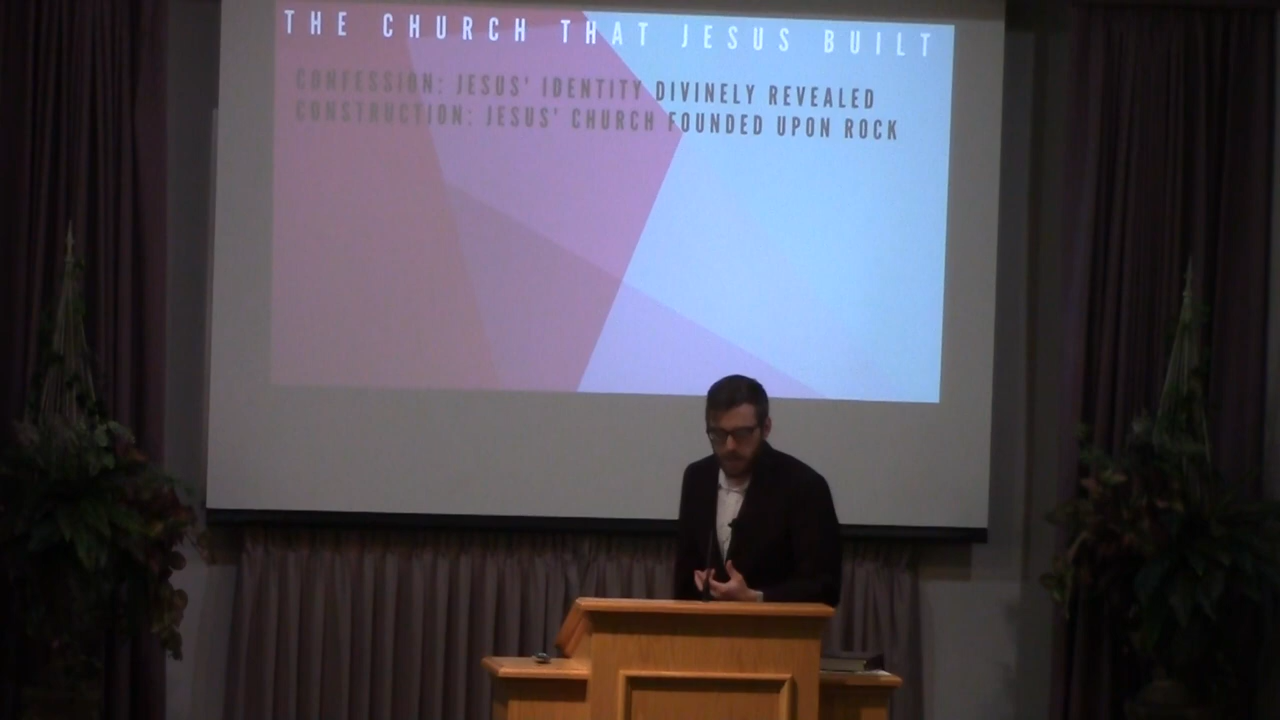 THE CHURCH THAT JESUS BUILT
CONFESSION: JESUS' IDENTITY DIVINELY REVEALED
CONSTRUCTION: JESUS' CHURCH FOUNDED UPON ROCK